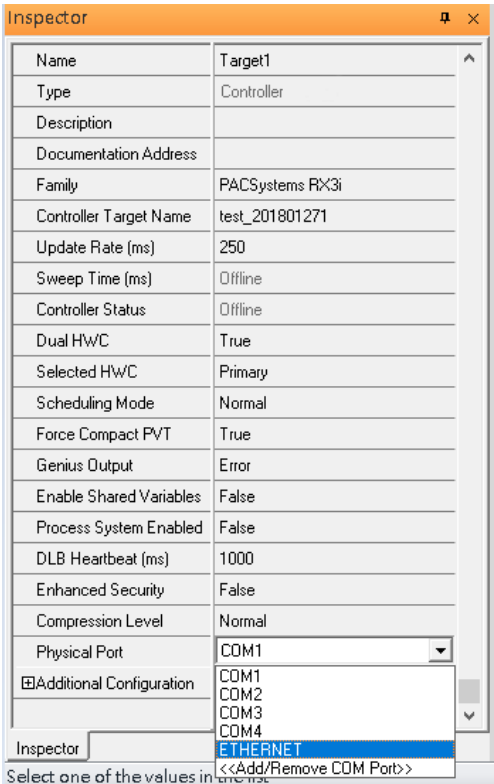 Inspector
Name Target1
Type Controller
Description
Documentation Address
Family PACSystems RX3i
Controller Target Name test_201801271
Update Rate (ms) 250
Sweep Time (ms) Offline
Controller Status Offline
Dual HWC True
Selected HWC Primary
Scheduling Mode Normal
Force Compact PVT True
Genius Output Error
Enable Shared Variables False
Process System Enabled False
DLB Heartbeat (ms) 1000
Enhanced Security False
Compression Level Normal
Physical Port COM1
Additional Configuration
COM1
COM2
COM3
COM4
ETHERNET
<<Add/Remove COM Port>>
Inspector
Select one of the values in the list